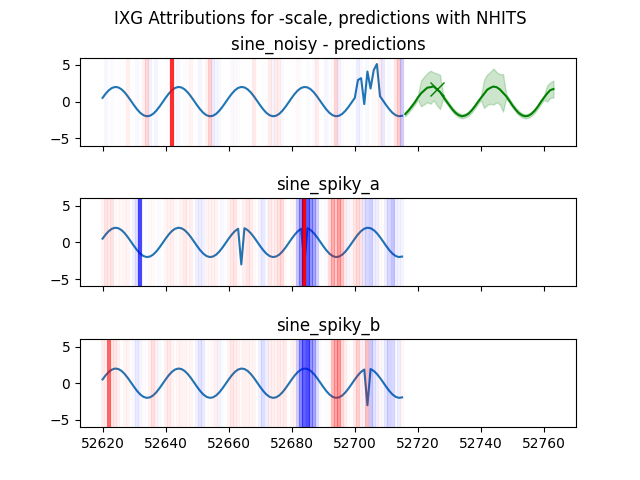 IXG Attributions for -scale, predictions with NHITS
sine_noisy - predictions
5
0
−5
sine_spiky_a
5
0
−5
sine_spiky_b
5
0
−5
52620 52640 52660 52680 52700 52720 52740 52760